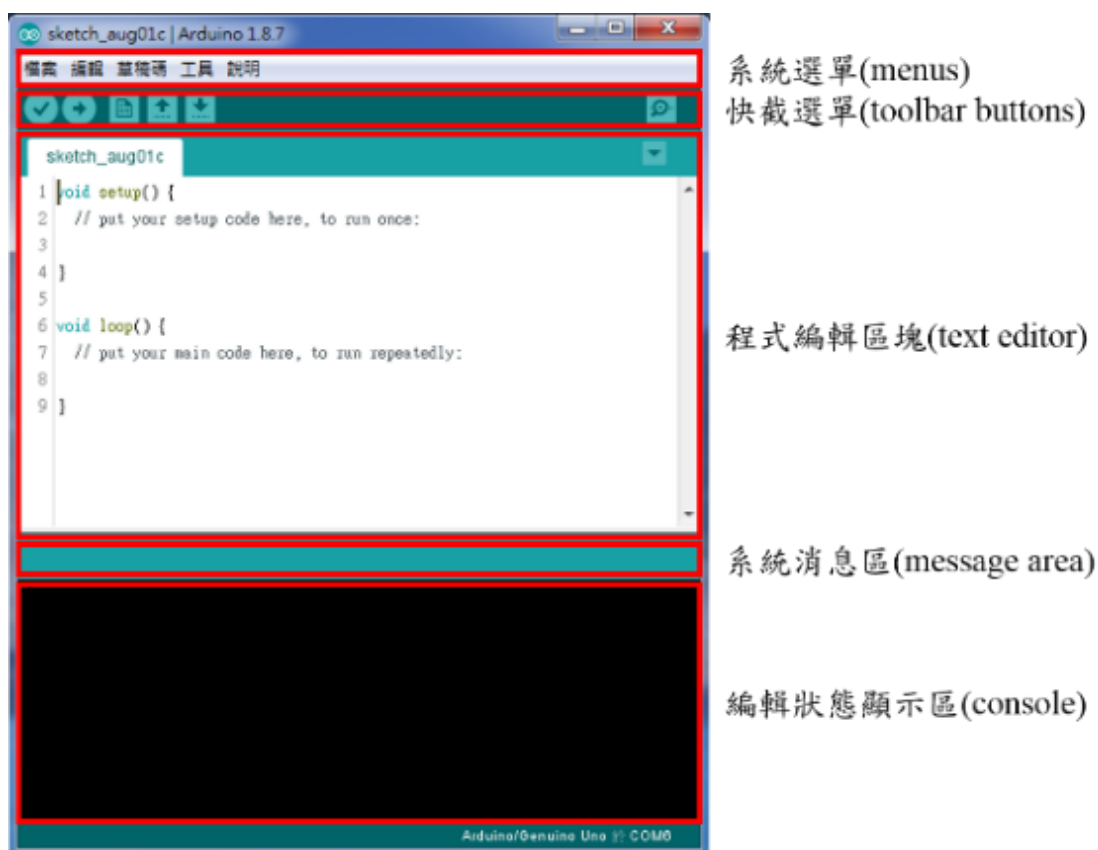 sketch_aug01c | Arduino 1.8.7
檔案 編輯 草稿碼 工具 說明
系統選單(menus)
快截選單(toolbar buttons)
sketch_aug01c
1 void setup() {
2 // put your setup code here, to run once:
3
4 }
5
6 void loop() {
7 // put your main code here, to run repeatedly:
8
9 }
程式編輯區塊(text editor)
系統消息區(message area)
編輯狀態顯示區(console)
Arduino/Genuino Uno 於 COM6